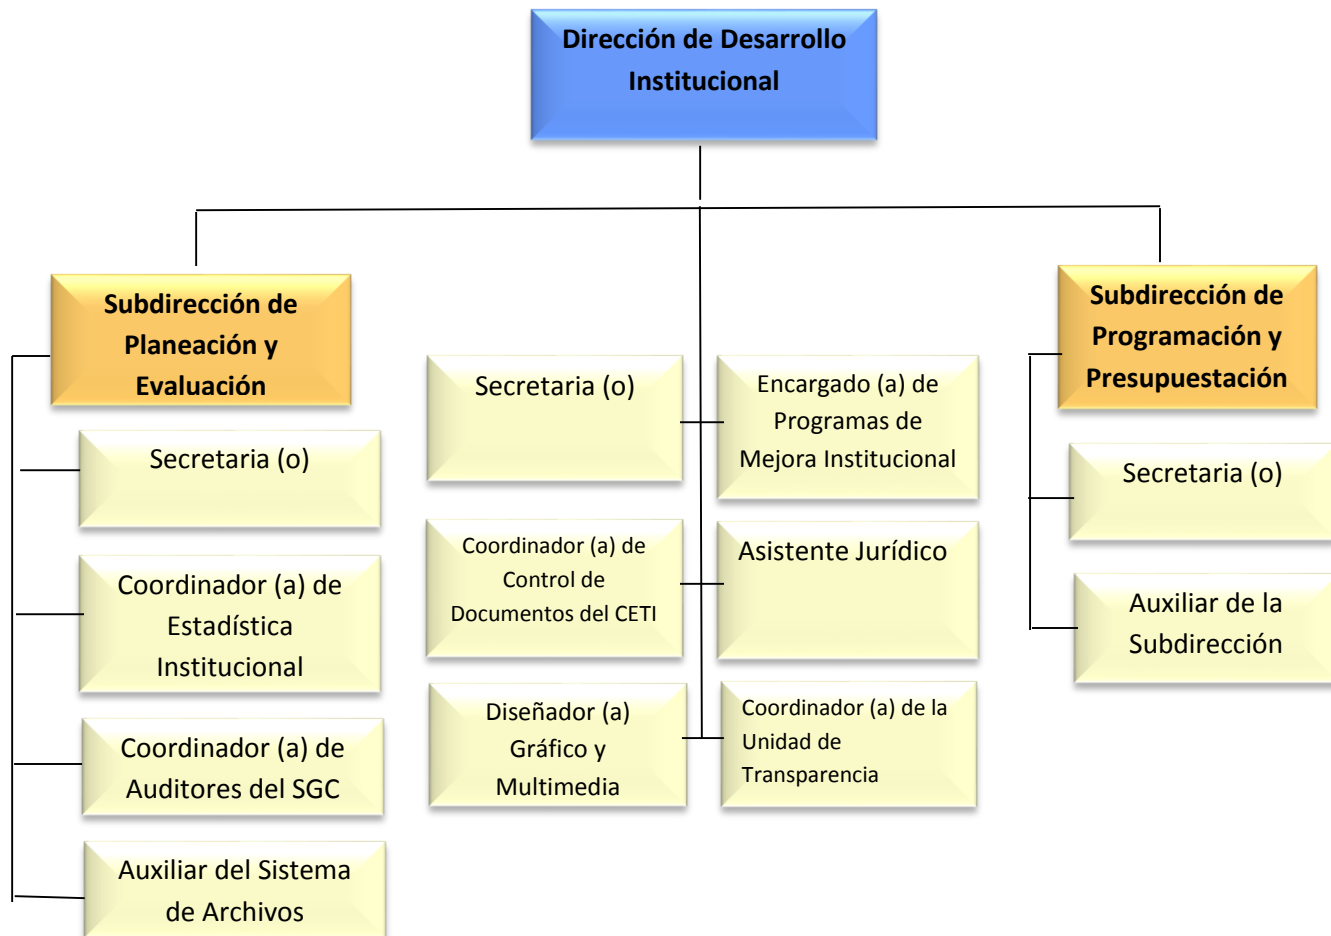 Dirección de Desarrollo
Institucional
Subdirección de
Planeación y
Evaluación
Secretaria (o)
Coordinador (a) de
Estadística
Institucional
Coordinador (a) de
Auditores del SGC
Auxiliar del Sistema
de Archivos
Secretaria (o)
Encargado (a) de
Programas de
Mejora Institucional
Coordinador (a) de
Control de
Documentos del CETI
Asistente Jurídico
Diseñador (a)
Gráfico y
Multimedia
Coordinador (a) de la
Unidad de
Transparencia
Subdirección de
Programación y
Presupuestación
Secretaria (o)
Auxiliar de la
Subdirección